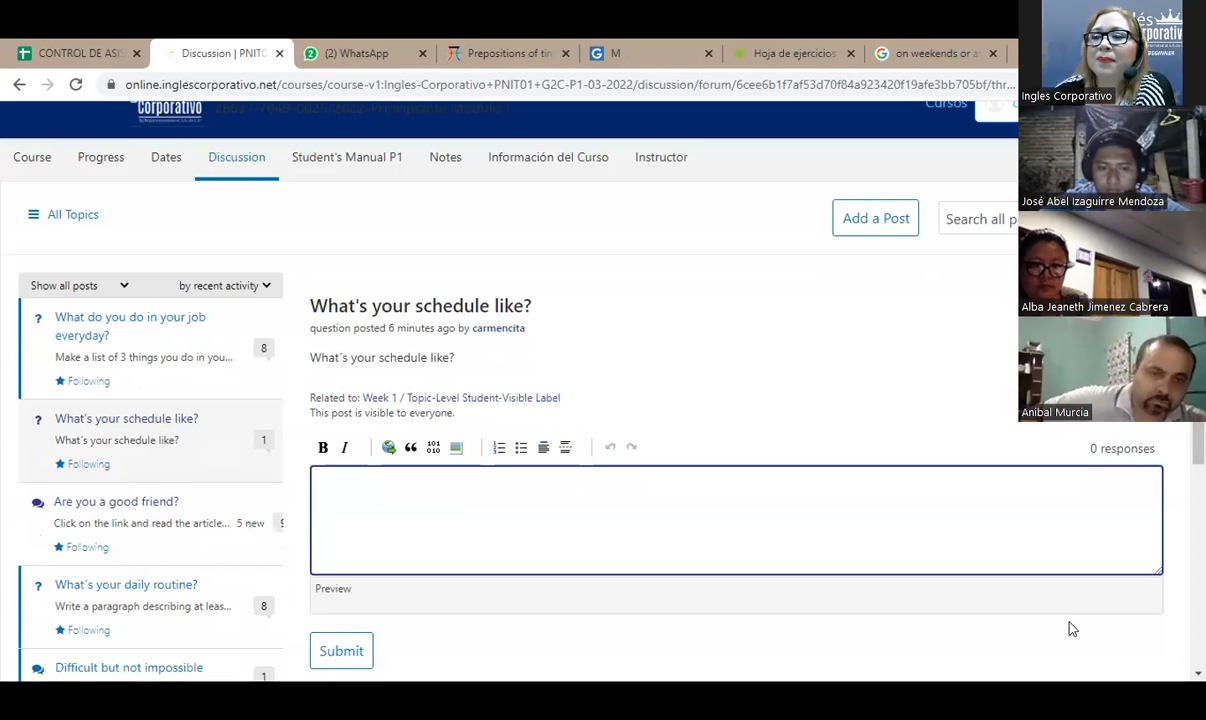 CONTROL DE ASIS
Discussion | PNITC
(2) WhatsApp
Prepositions of tim
M
Hoja de ejercicios
on weekends or a
online.inglescorporativo.net/courses/course-v1:Ingles-Corporativo+PNIT01+G2C-P1-03-2022/discussion/forum/6cee6b1f7af53d70f84a923420f19afe3bb705bf/thr...
Corporativo
Cursos
Course
Progress
Dates
Discussion
Student's Manual P1
Notes
Información del Curso
Instructor
All Topics
Add a Post
Search all p
Show all posts
by recent activity
What do you do in your job everyday?
Make a list of 3 things you do in you...
8
Following
What's your schedule like?
What´s your schedule like?
1
Following
Are you a good friend?
Click on the link and read the article...
5 new
Following
What´s your daily routine?
Write a paragraph describing at leas...
8
Following
Difficult but not impossible
1
What's your schedule like?
question posted 6 minutes ago by carmencita
What´s your schedule like?
Related to: Week 1 / Topic-Level Student-Visible Label
This post is visible to everyone.
B I
0 responses
Preview
Submit
Ingles Corporativo
José Abel Izaguirre Mendoza
Alba Jeaneth Jimenez Cabrera
Anibal Murcia